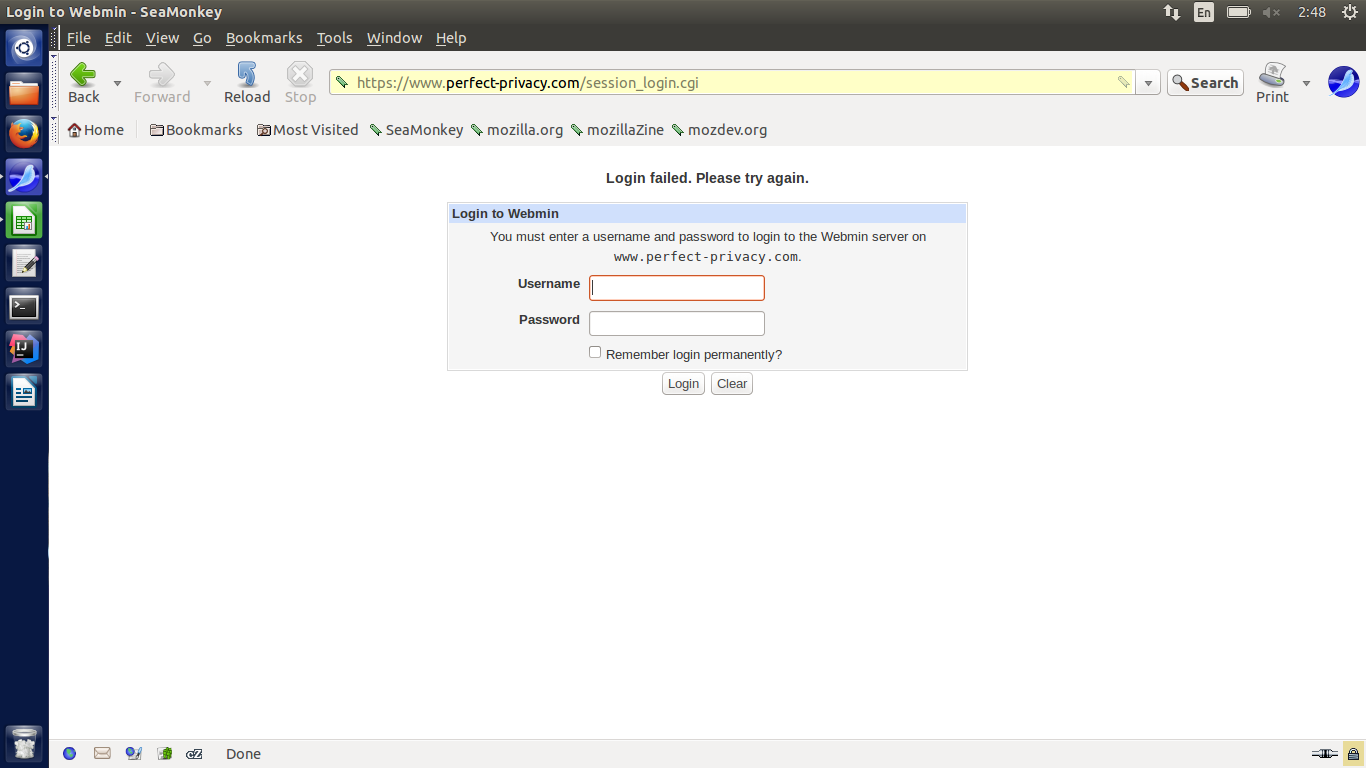 Login to Webmin - SeaMonkey
En
2:48
File Edit View Go Bookmarks Tools Window Help
Back Forward Reload Stop
https://www.perfect-privacy.com/session_login.cgi
Search
Print
Home Bookmarks Most Visited SeaMonkey mozilla.org mozillaZine mozdev.org
Login failed. Please try again.
Login to Webmin
You must enter a username and password to login to the Webmin server on
www.perfect-privacy.com.
Username
Password
Remember login permanently?
Login Clear
Done